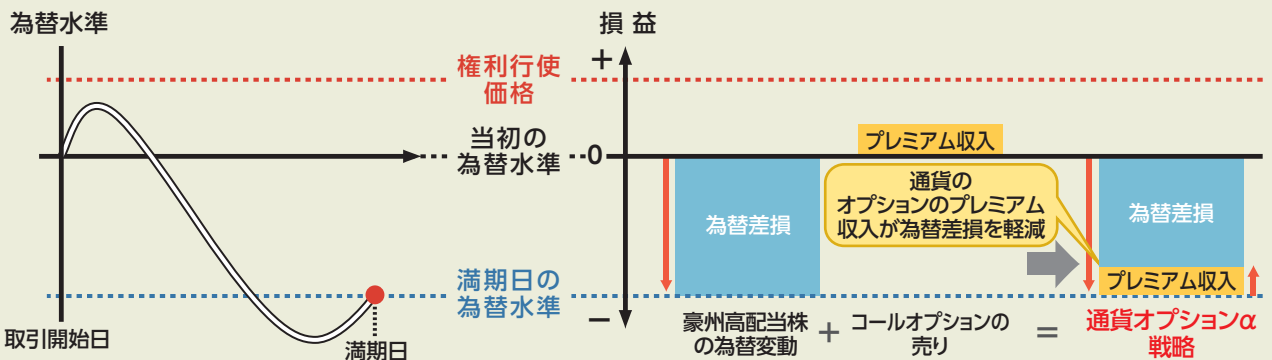 為替水準
権利行使
価格
当初の
為替水準
満期日の
為替水準
取引開始日
満期日
損 益
+
0
−
プレミアム収入
為替差損
通貨の
オプションのプレミアム
収入が為替差損を軽減
為替差損
プレミアム収入
豪州高配当株
の為替変動
+
コールオプションの
売り
=
通貨オプションα
戦略